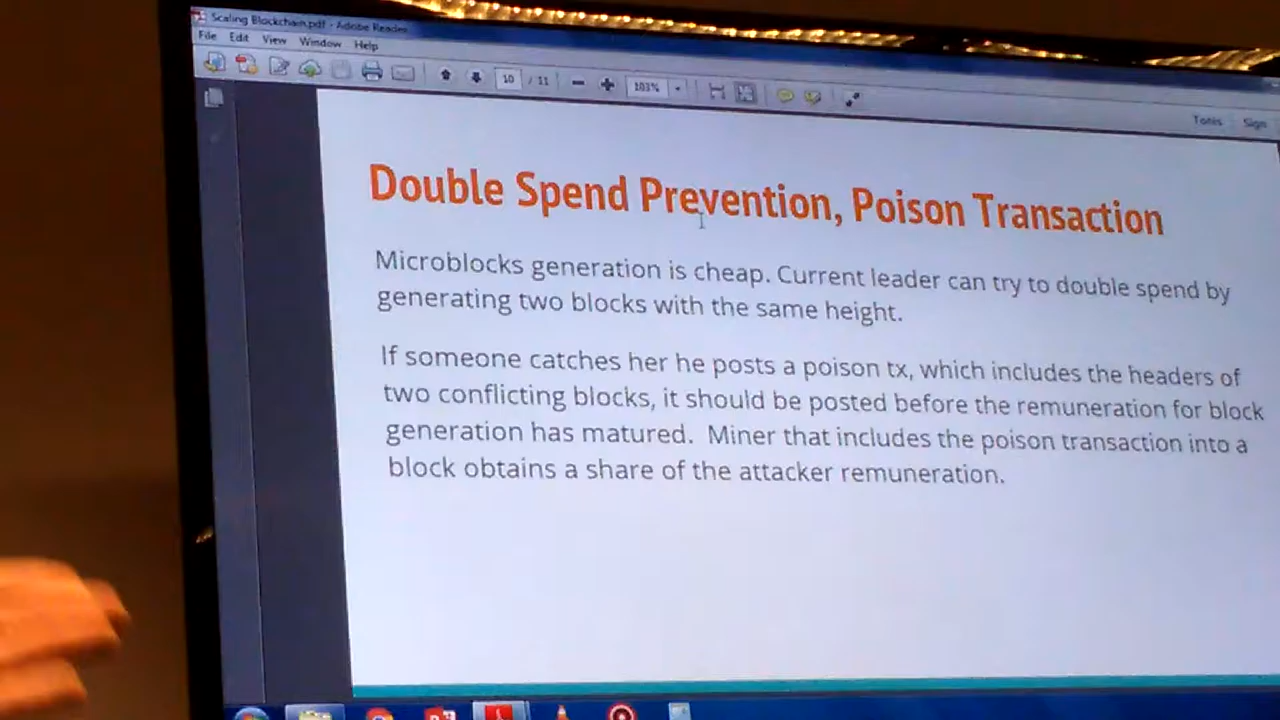 Scaling Blockchain.pdf - Adobe Reader
File Edit View Window Help
10 / 11 103%
Tools Sign
Double Spend Prevention, Poison Transaction
Microblocks generation is cheap. Current leader can try to double spend by
generating two blocks with the same height.
If someone catches her he posts a poison tx, which includes the headers of
two conflicting blocks, it should be posted before the remuneration for block
generation has matured. Miner that includes the poison transaction into a
block obtains a share of the attacker remuneration.